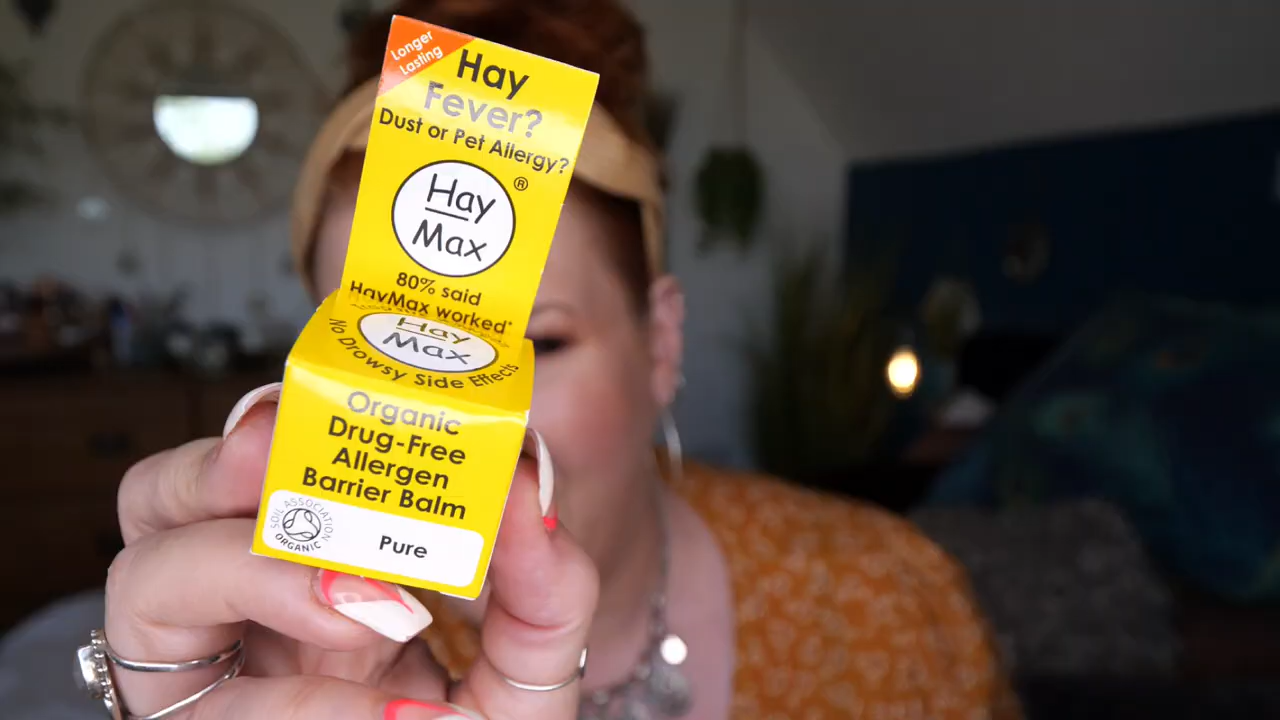 Longer
Lasting
Hay
Fever?
Dust or Pet Allergy?
Hay
Max
®
80% said
HayMax worked*
Hay
Max
No Drowsy Side Effects
Organic
Drug-Free
Allergen
Barrier Balm
SOIL ASSOCIATION
ORGANIC
Pure